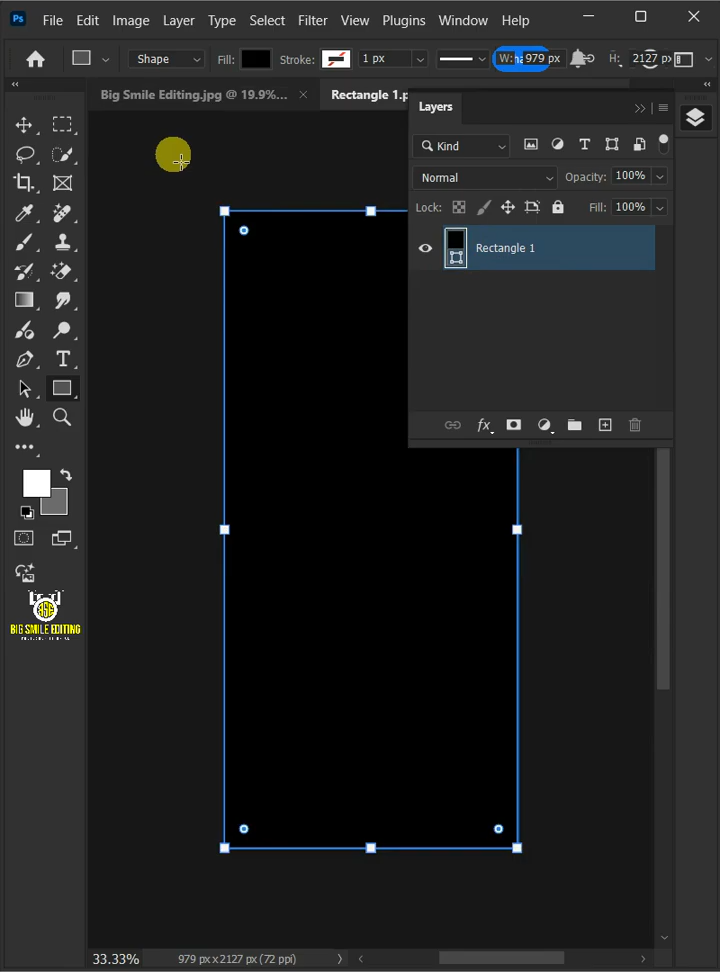 Ps File Edit Image Layer Type Select Filter View Plugins Window Help
Shape Fill: Stroke: 1 px W: 979 px H: 2127 px
Big Smile Editing.jpg @ 19.9%... × Rectangle 1.p
Layers
Kind
Normal Opacity: 100%
Lock: Fill: 100%
Rectangle 1
fx
T
BIG SMILE EDITING
33.33% 979 px x 2127 px (72 ppi)